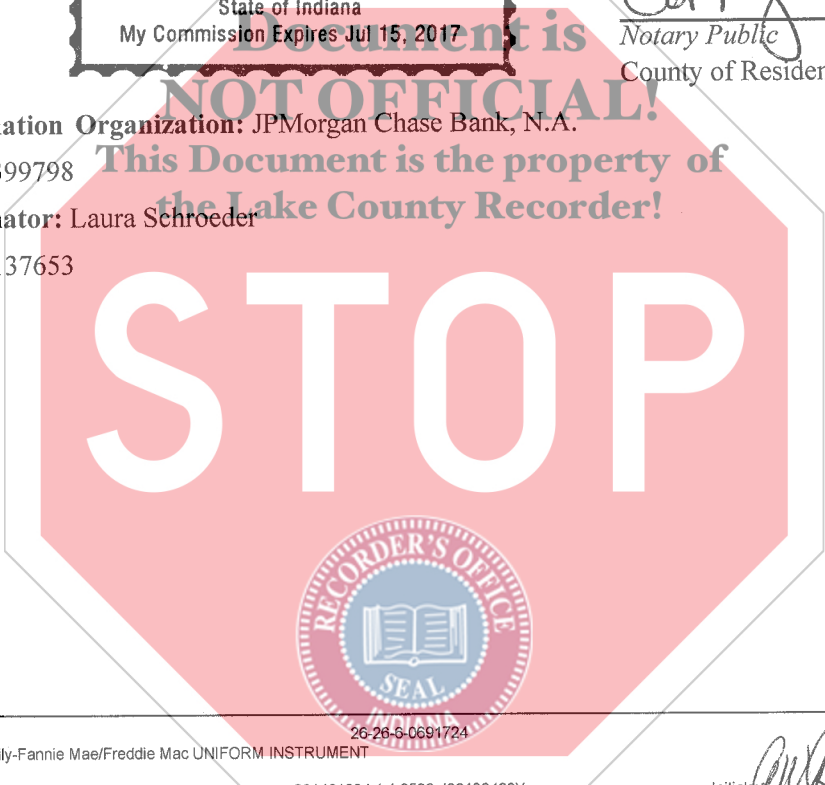 State of Indiana
My Commission Expires Jul 15, 2017
Document is
Notary Public
County of Residen
NOT OFFICIAL!
ation Organization: JPMorgan Chase Bank, N.A.
This Document is the property of
99798
the Lake County Recorder!
ator: Laura Schroeder
37653
STOP
RECORDER'S OFFICE
SEAL
INDIANA
26-26-6-0691724
ly-Fannie Mae/Freddie Mac UNIFORM INSTRUMENT